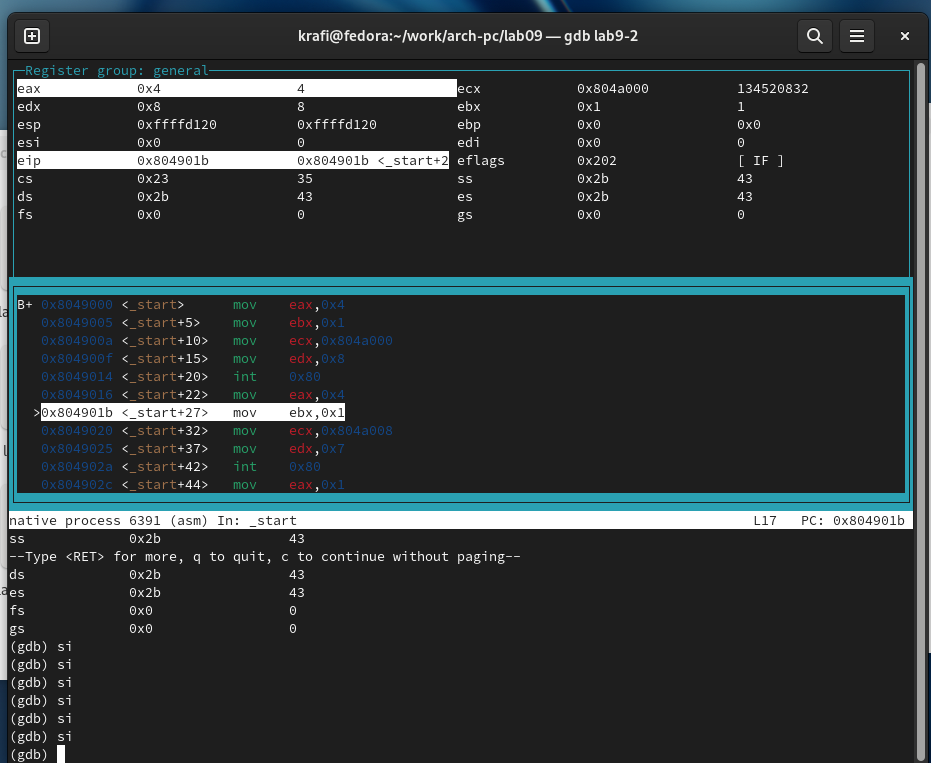 krafi@fedora:~/work/arch-pc/lab09 — gdb lab9-2
Register group: general
eax 0x4 4 ecx 0x804a000 134520832
edx 0x8 8 ebx 0x1 1
esp 0xffffd120 0xffffd120 ebp 0x0 0x0
esi 0x0 0 edi 0x0 0
eip 0x804901b 0x804901b <_start+2 eflags 0x202 [ IF ]
cs 0x23 35 ss 0x2b 43
ds 0x2b 43 es 0x2b 43
fs 0x0 0 gs 0x0 0
B+ 0x8049000 <_start> mov eax,0x4
0x8049005 <_start+5> mov ebx,0x1
0x804900a <_start+10> mov ecx,0x804a000
0x804900f <_start+15> mov edx,0x8
0x8049014 <_start+20> int 0x80
0x8049016 <_start+22> mov eax,0x4
>0x804901b <_start+27> mov ebx,0x1
0x8049020 <_start+32> mov ecx,0x804a008
0x8049025 <_start+37> mov edx,0x7
0x804902a <_start+42> int 0x80
0x804902c <_start+44> mov eax,0x1
native process 6391 (asm) In: _start L17 PC: 0x804901b
ss 0x2b 43
--Type <RET> for more, q to quit, c to continue without paging--
ds 0x2b 43
es 0x2b 43
fs 0x0 0
gs 0x0 0
(gdb) si
(gdb) si
(gdb) si
(gdb) si
(gdb) si
(gdb) si
(gdb)